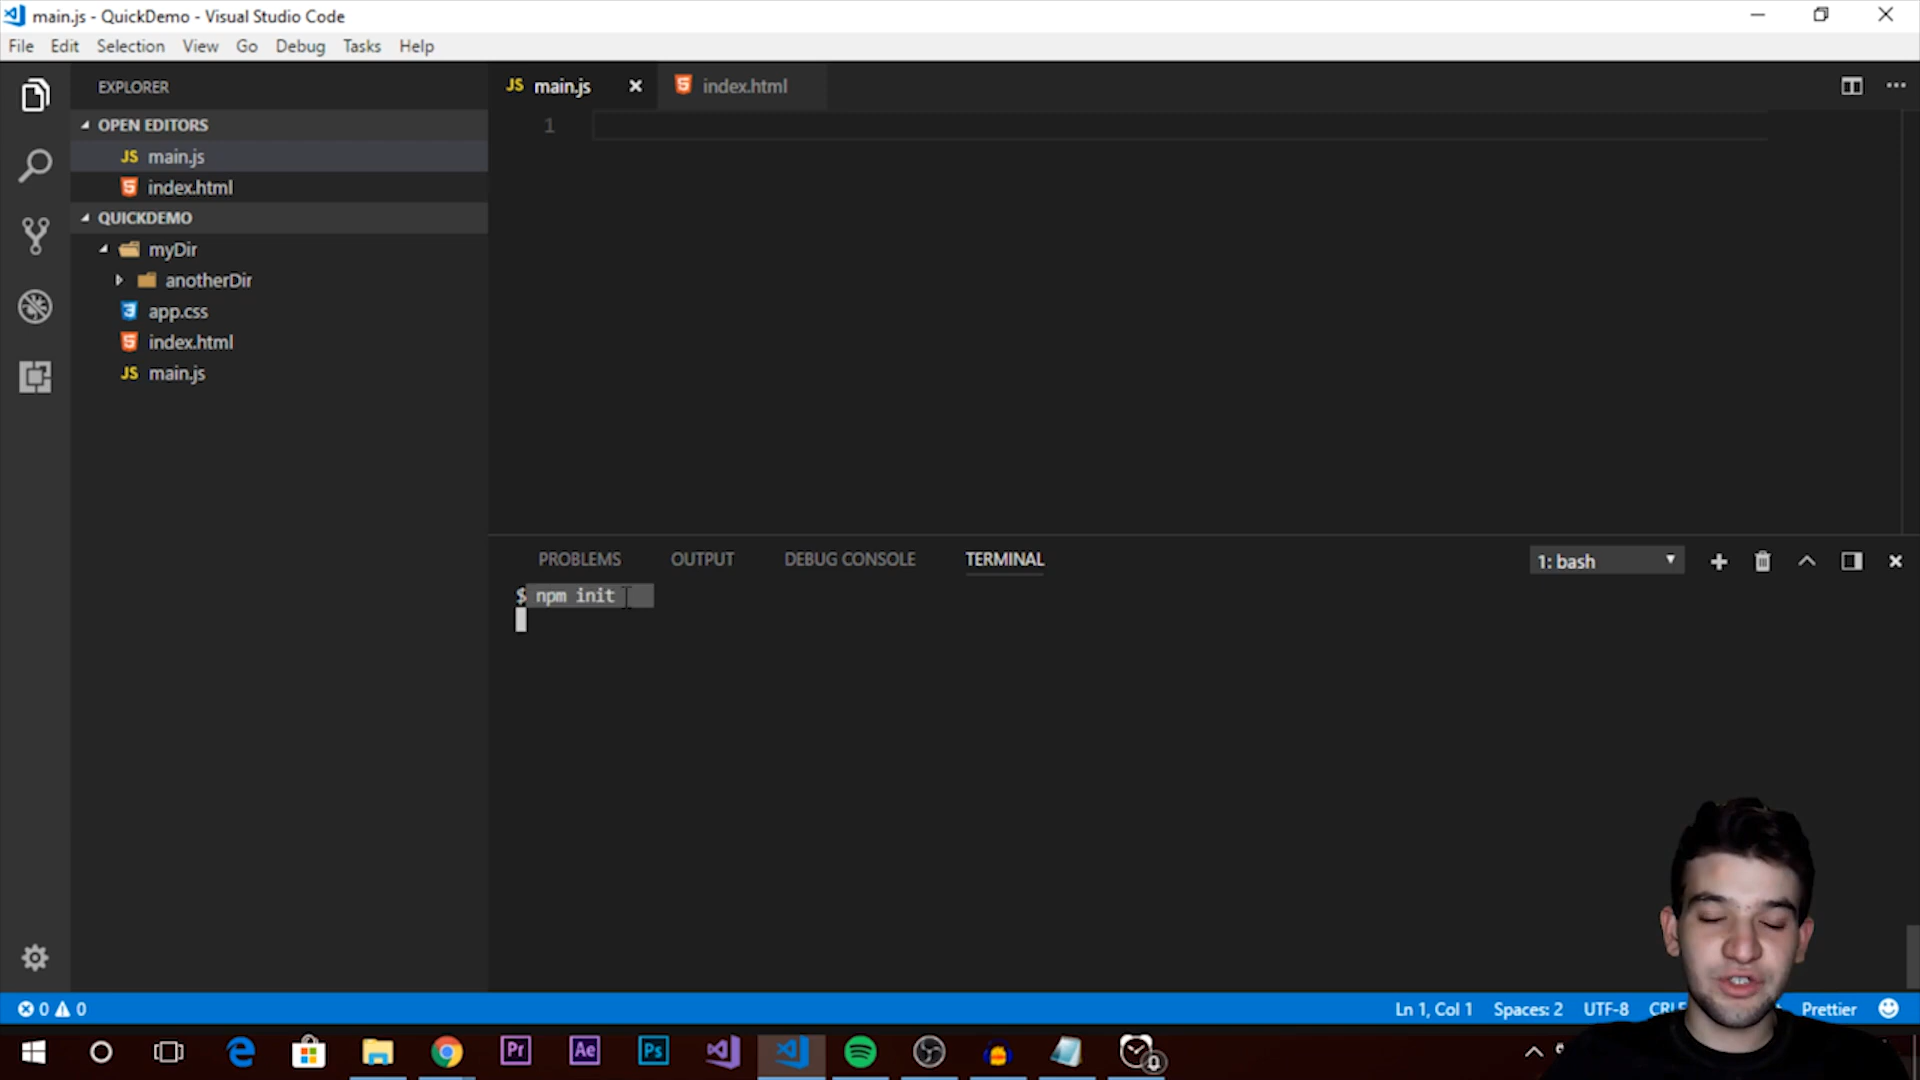 main.js - QuickDemo - Visual Studio Code
File Edit Selection View Go Debug Tasks Help
EXPLORER
OPEN EDITORS
JS main.js
index.html
QUICKDEMO
myDir
anotherDir
app.css
index.html
JS main.js
JS main.js index.html
1
PROBLEMS OUTPUT DEBUG CONSOLE TERMINAL
1: bash
$ npm init
0 0
Ln 1, Col 1 Spaces: 2 UTF-8 Prettier
Pr Ae Ps